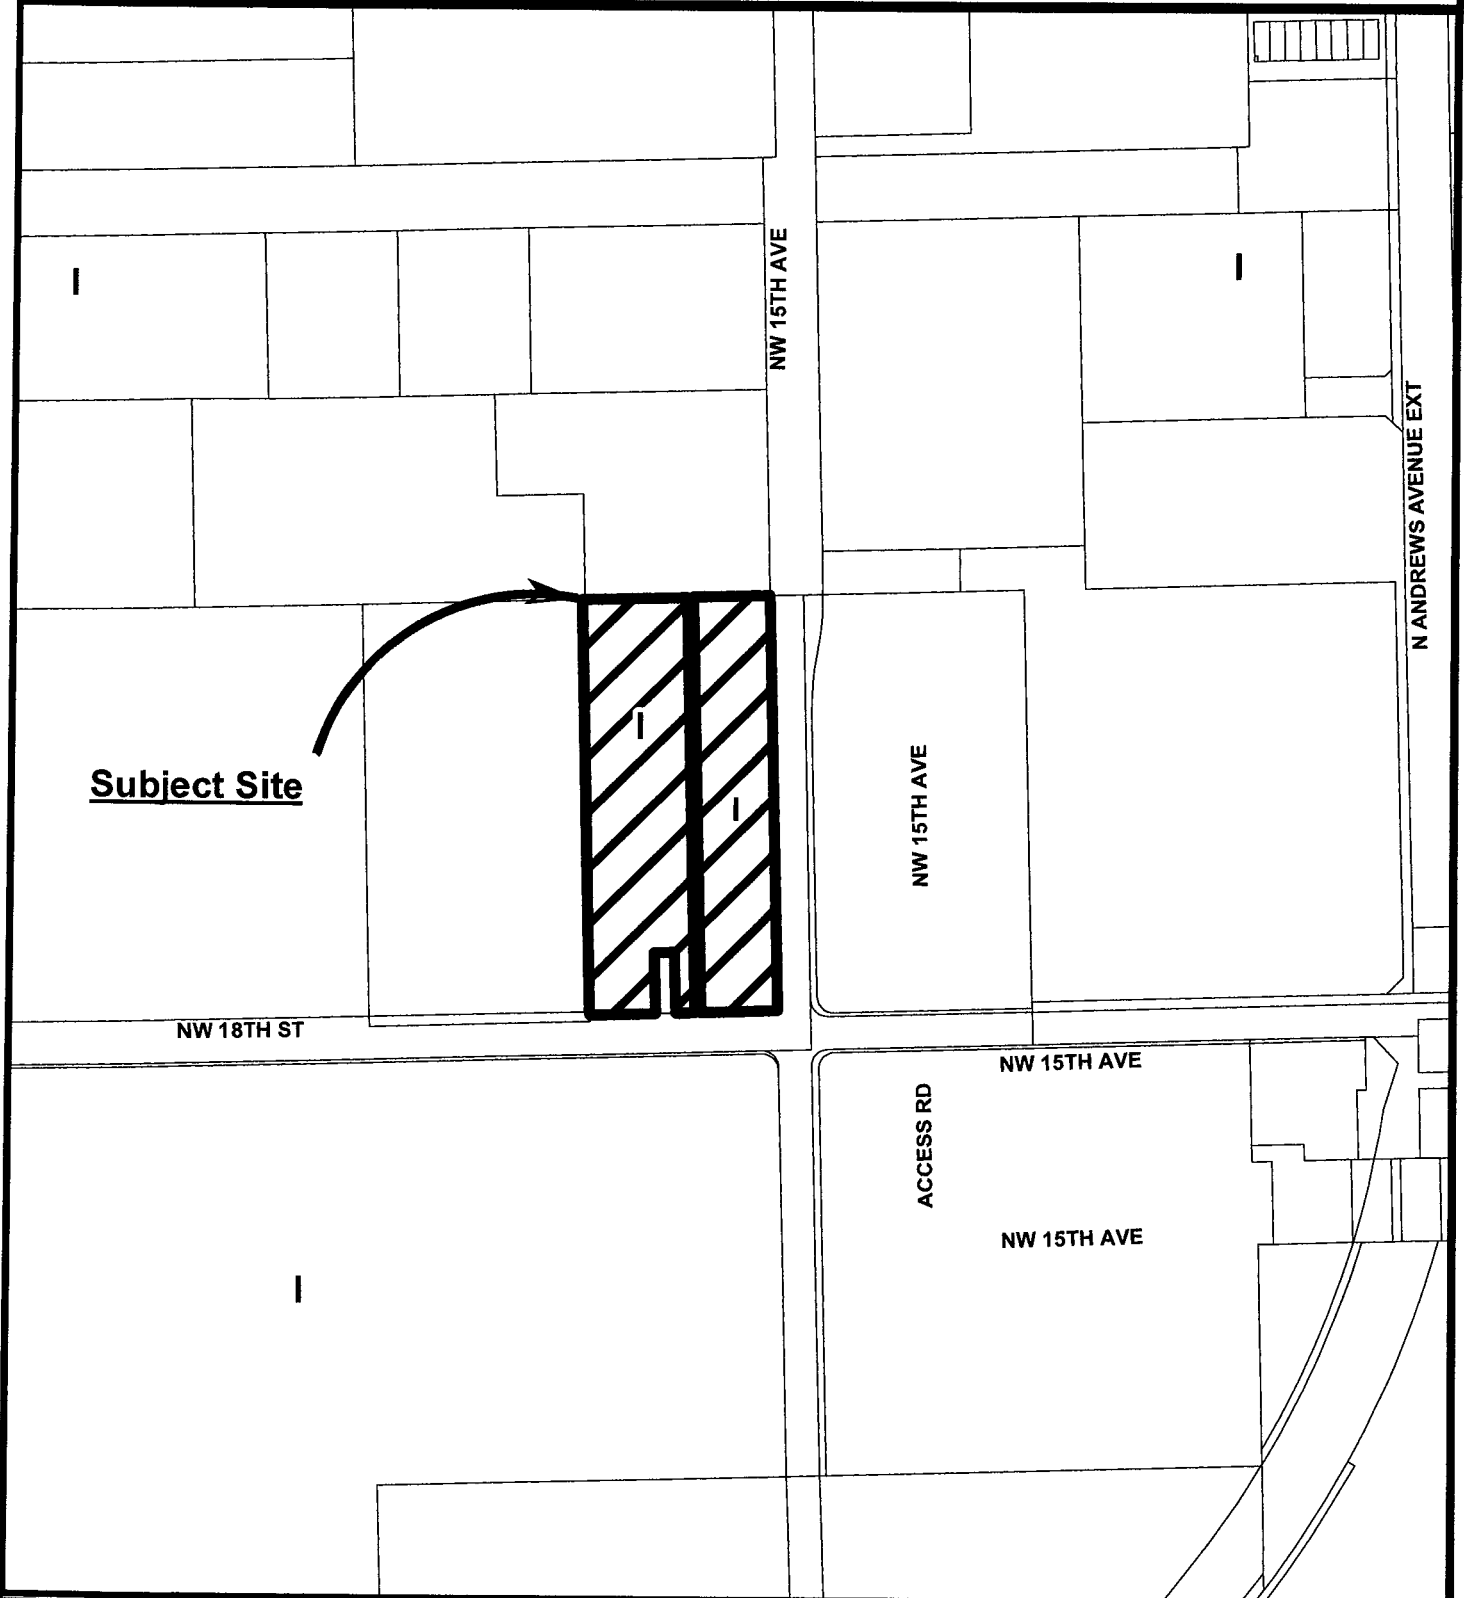 NW 15TH AVE
I
I
N ANDREWS AVENUE EXT
I
Subject Site
I
NW 15TH AVE
NW 18TH ST
NW 15TH AVE
ACCESS RD
NW 15TH AVE
I